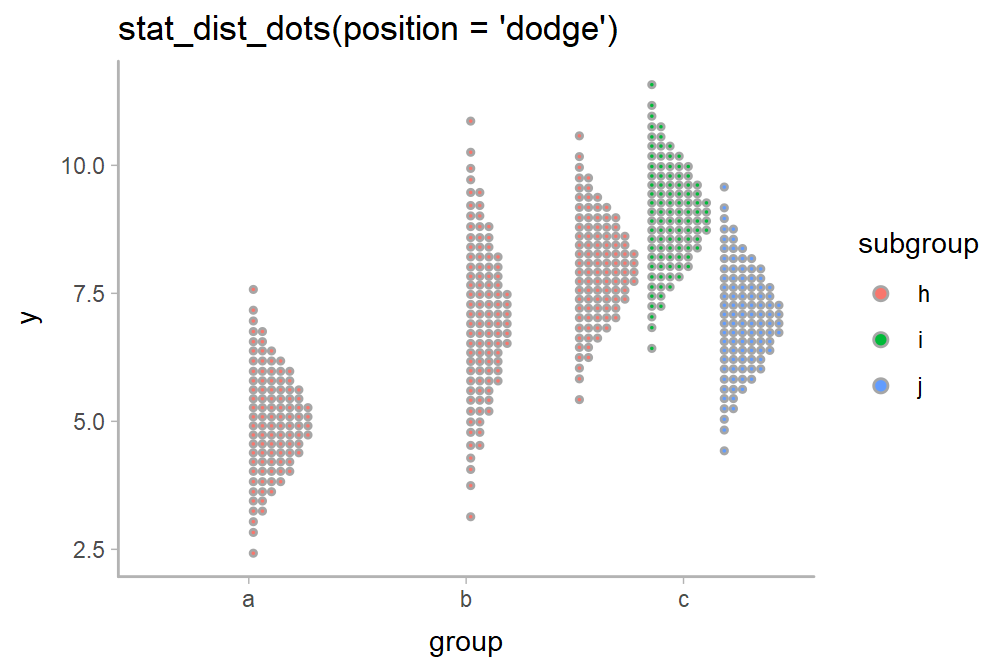 stat_dist_dots(position = 'dodge')
y
10.0
7.5
5.0
2.5
a b c
group
subgroup
h
i
j